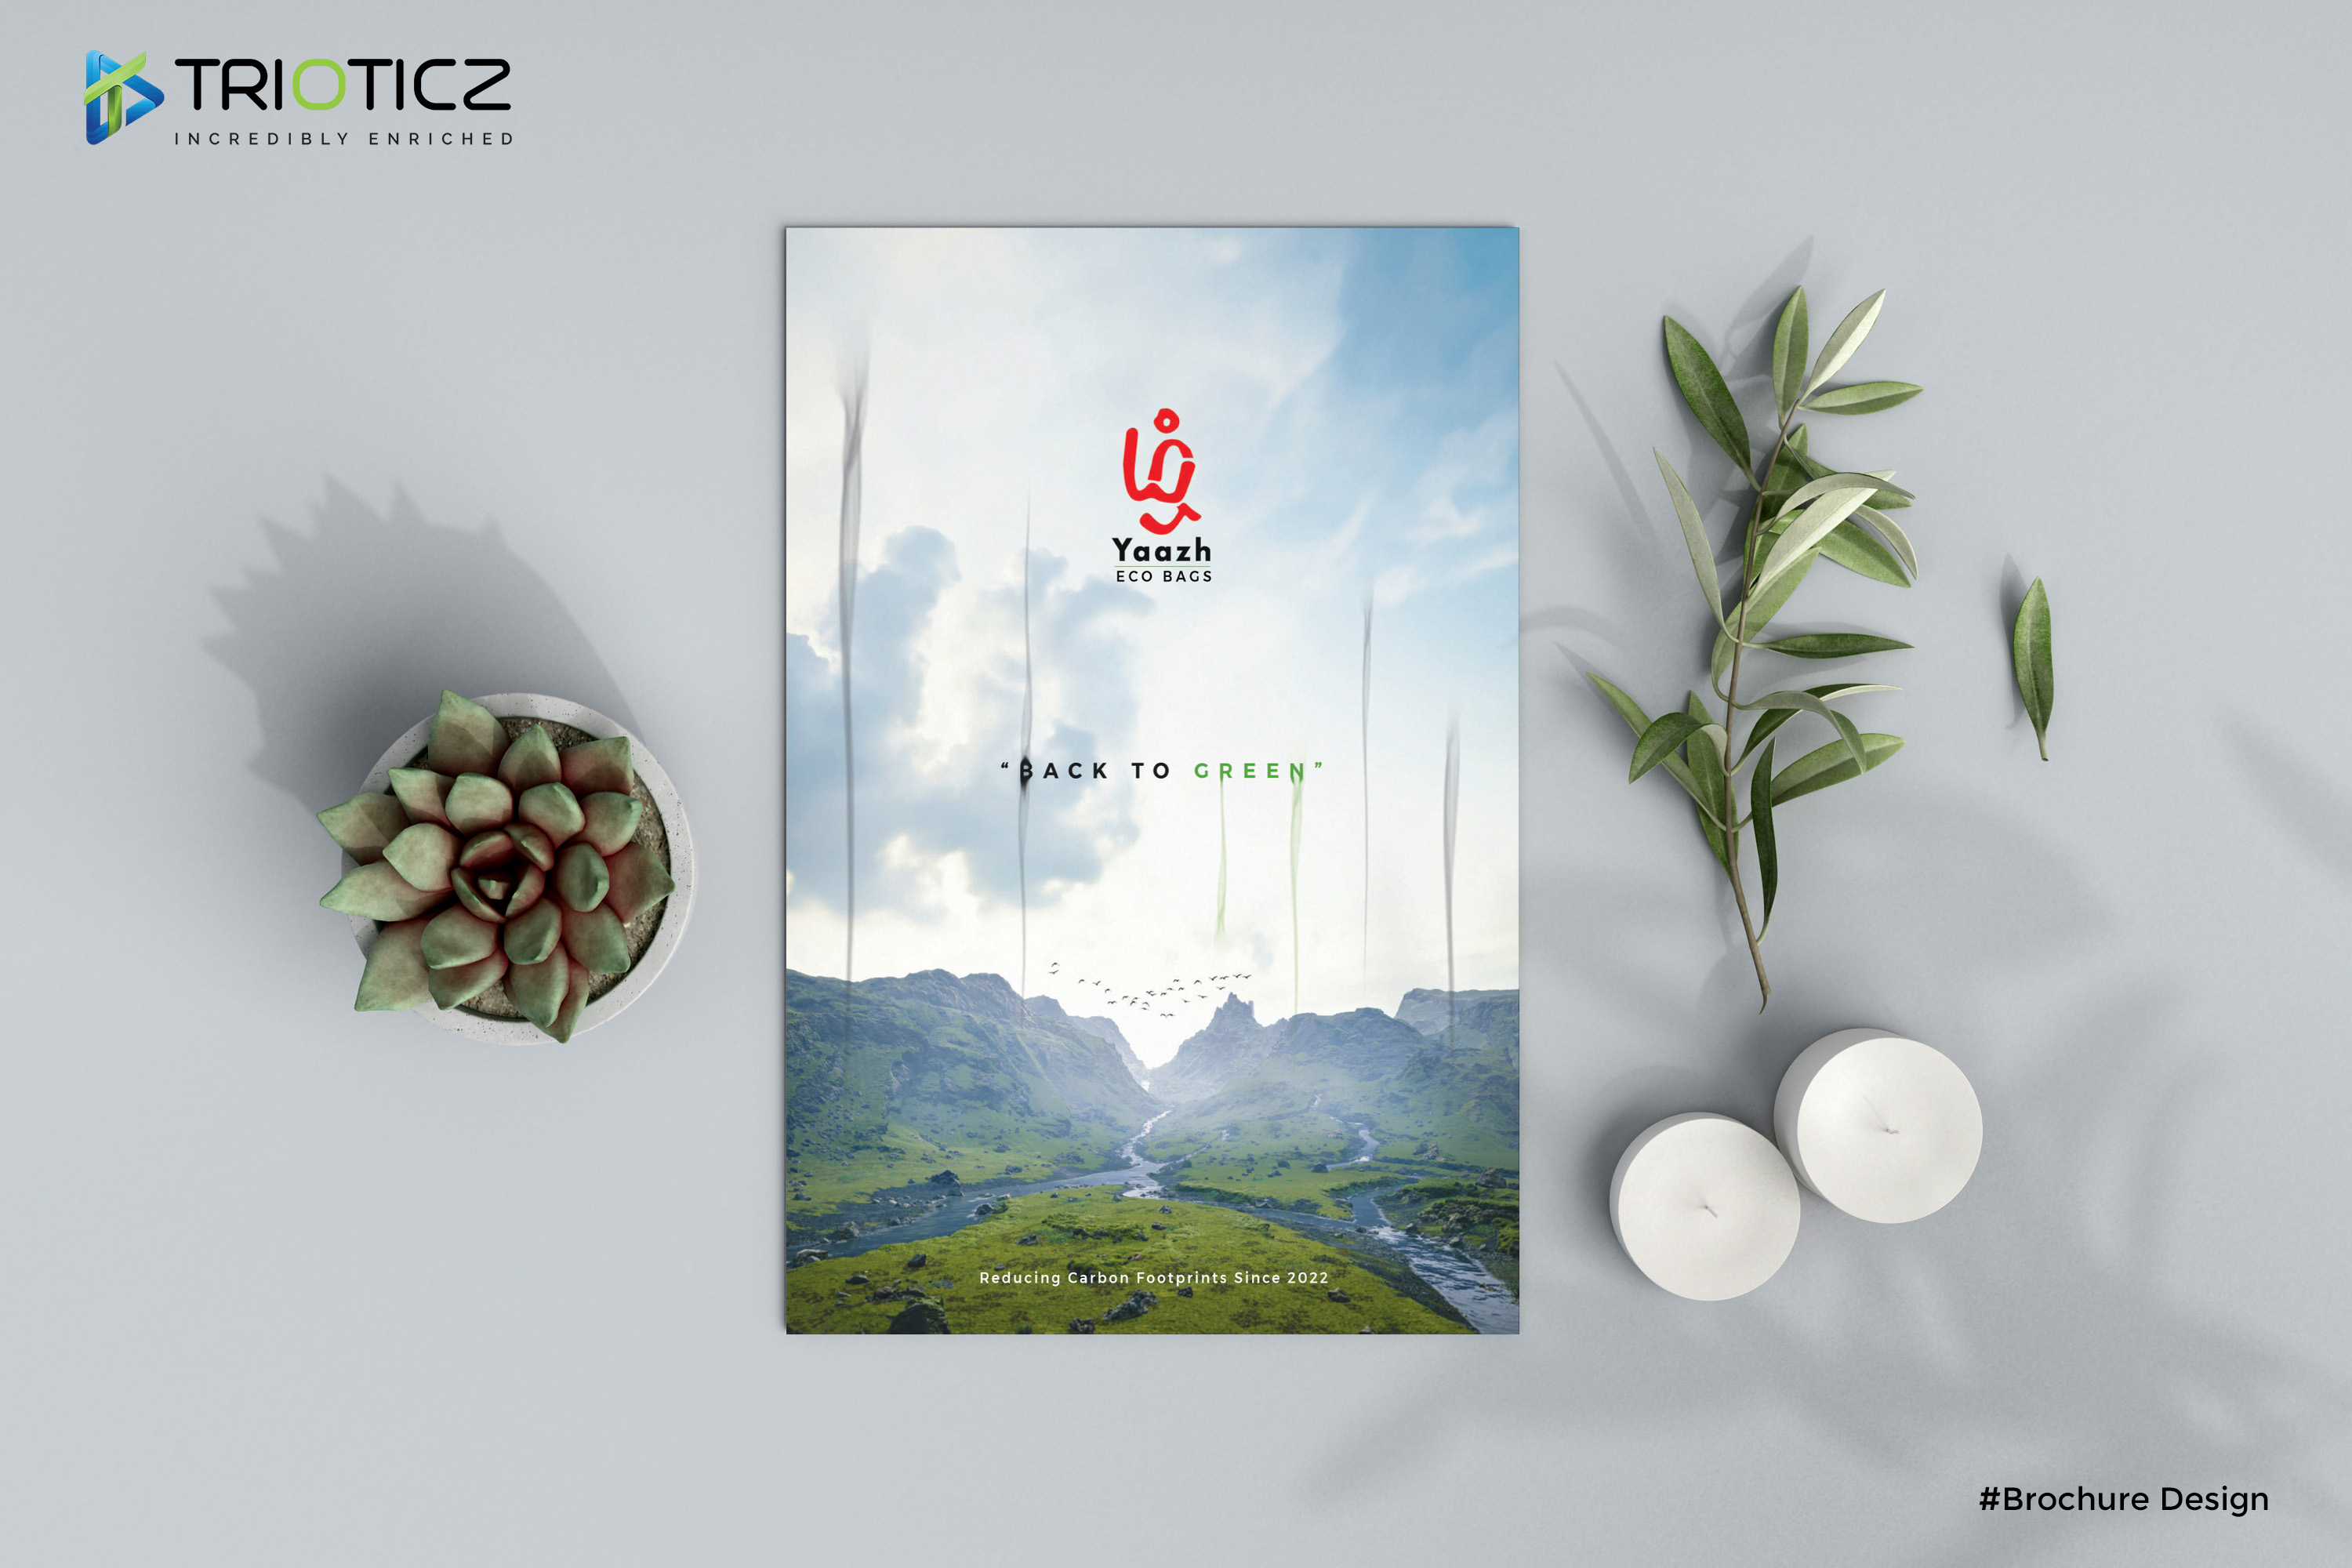 TRIOTICZ
INCREDIBLY ENRICHED
Yaazh
ECO BAGS
“BACK TO GREEN”
Reducing Carbon Footprints Since 2022
#Brochure Design